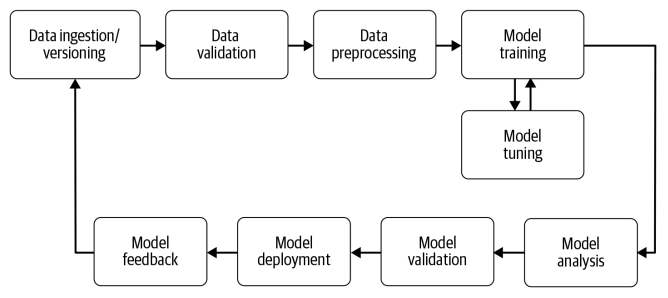 Data ingestion/
versioning
Data
validation
Data
preprocessing
Model
training
Model
tuning
Model
feedback
Model
deployment
Model
validation
Model
analysis